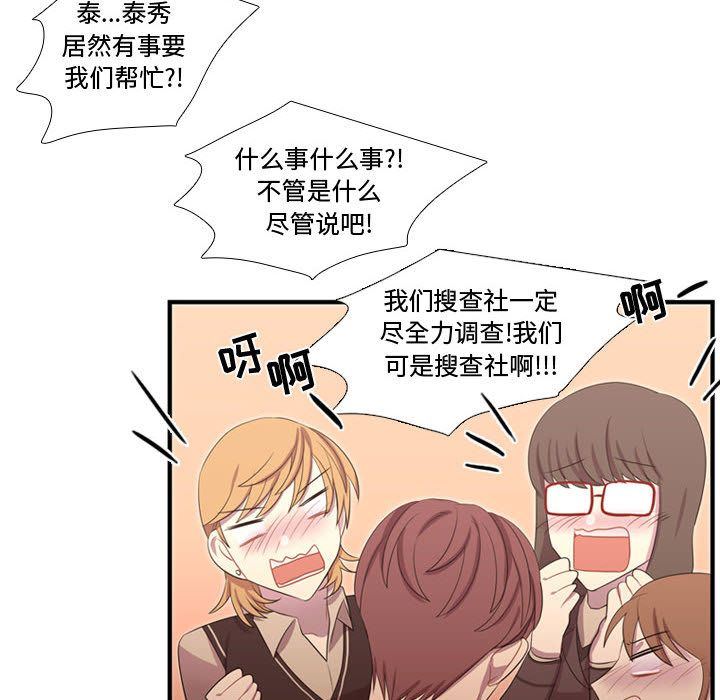 泰...泰秀
居然有事要
我们帮忙?!
什么事什么事?!
不管是什么
尽管说吧!
我们搜查社一定
尽全力调查!我们
可是搜查社啊!!!
啊
呀
啊